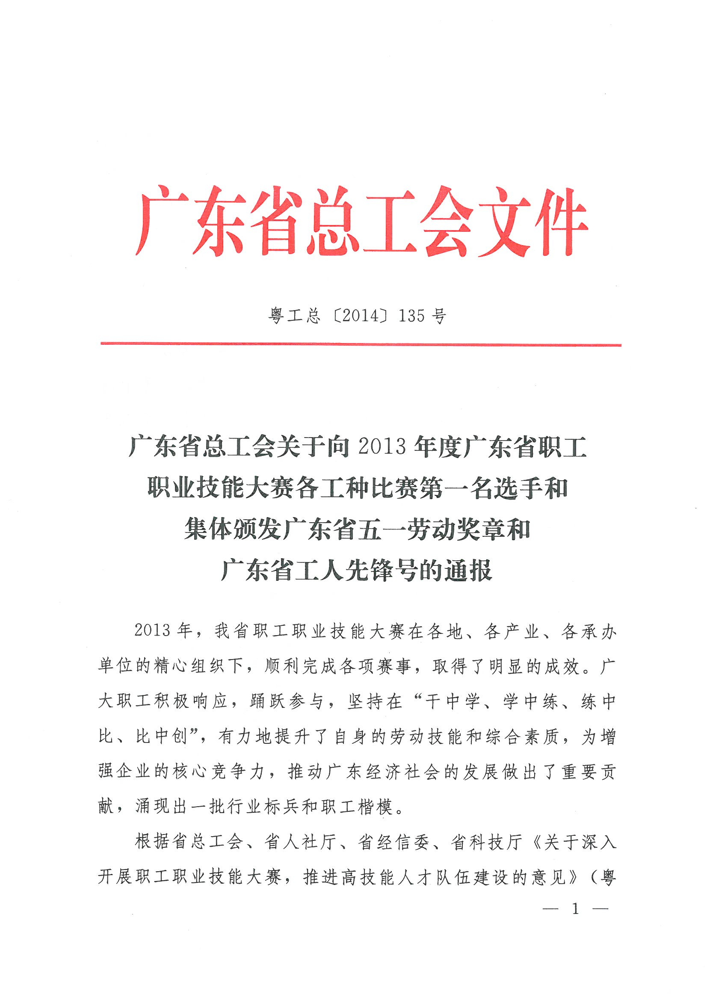 广东省总工会文件
粤工总〔2014〕135号
广东省总工会关于向 2013 年度广东省职工
职业技能大赛各工种比赛第一名选手和
集体颁发广东省五一劳动奖章和
广东省工人先锋号的通报
2013 年，我省职工职业技能大赛在各地、各产业、各承办
单位的精心组织下，顺利完成各项赛事，取得了明显的成效。广
大职工积极响应，踊跃参与，坚持在“干中学、学中练、练中
比、比中创”，有力地提升了自身的劳动技能和综合素质，为增
强企业的核心竞争力，推动广东经济社会的发展做出了重要贡
献，涌现出一批行业标兵和职工楷模。
根据省总工会、省人社厅、省经信委、省科技厅《关于深入
开展职工职业技能大赛，推进高技能人才队伍建设的意见》（粤
— 1 —